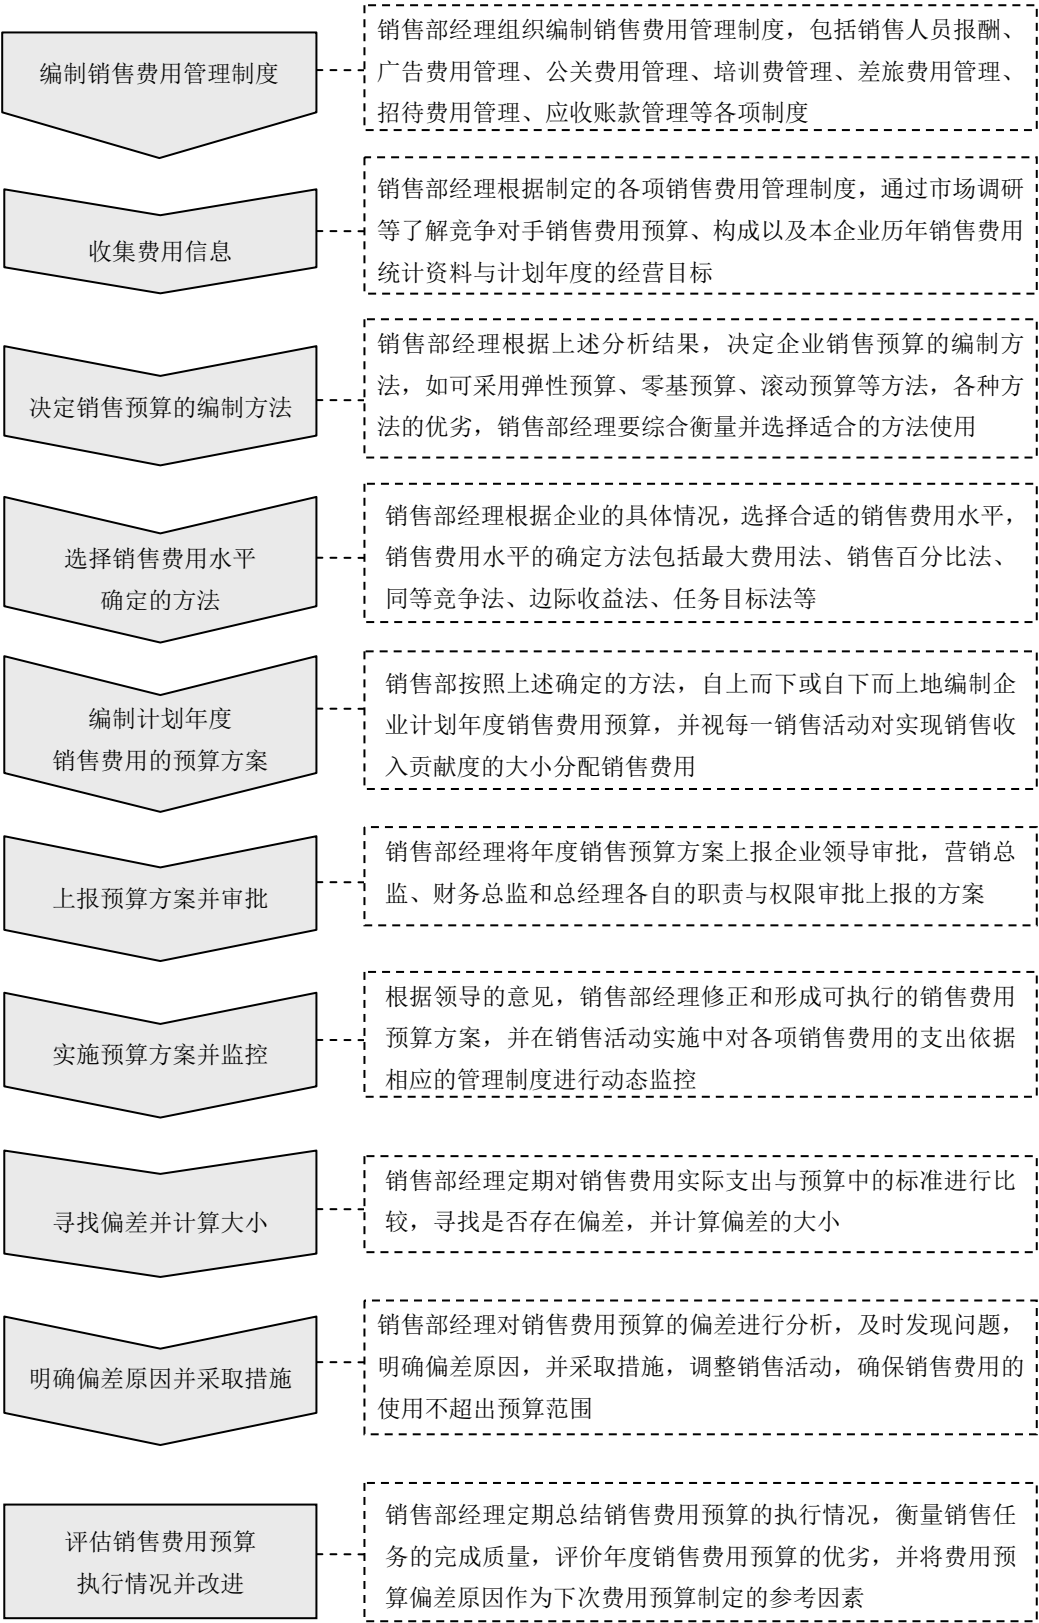 编制销售费用管理制度
销售部经理组织编制销售费用管理制度，包括销售人员报酬、
广告费用管理、公关费用管理、培训费管理、差旅费用管理、
招待费用管理、应收账款管理等各项制度
收集费用信息
销售部经理根据制定的各项销售费用管理制度，通过市场调研
等了解竞争对手销售费用预算、构成以及本企业历年销售费用
统计资料与计划年度的经营目标
决定销售预算的编制方法
销售部经理根据上述分析结果，决定企业销售预算的编制方
法，如可采用弹性预算、零基预算、滚动预算等方法，各种方
法的优劣，销售部经理要综合衡量并选择适合的方法使用
选择销售费用水平
确定的方法
销售部经理根据企业的具体情况，选择合适的销售费用水平，
销售费用水平的确定方法包括最大费用法、销售百分比法、
同等竞争法、边际收益法、任务目标法等
编制计划年度
销售费用的预算方案
销售部按照上述确定的方法，自上而下或自下而上地编制企
业计划年度销售费用预算，并视每一销售活动对实现销售收
入贡献度的大小分配销售费用
上报预算方案并审批
销售部经理将年度销售预算方案上报企业领导审批，营销总
监、财务总监和总经理各自的职责与权限审批上报的方案
实施预算方案并监控
根据领导的意见，销售部经理修正和形成可执行的销售费用
预算方案，并在销售活动实施中对各项销售费用的支出依据
相应的管理制度进行动态监控
寻找偏差并计算大小
销售部经理定期对销售费用实际支出与预算中的标准进行比
较，寻找是否存在偏差，并计算偏差的大小
明确偏差原因并采取措施
销售部经理对销售费用预算的偏差进行分析，及时发现问题，
明确偏差原因，并采取措施，调整销售活动，确保销售费用的
使用不超出预算范围
评估销售费用预算
执行情况并改进
销售部经理定期总结销售费用预算的执行情况，衡量销售任
务的完成质量，评价年度销售费用预算的优劣，并将费用预
算偏差原因作为下次费用预算制定的参考因素